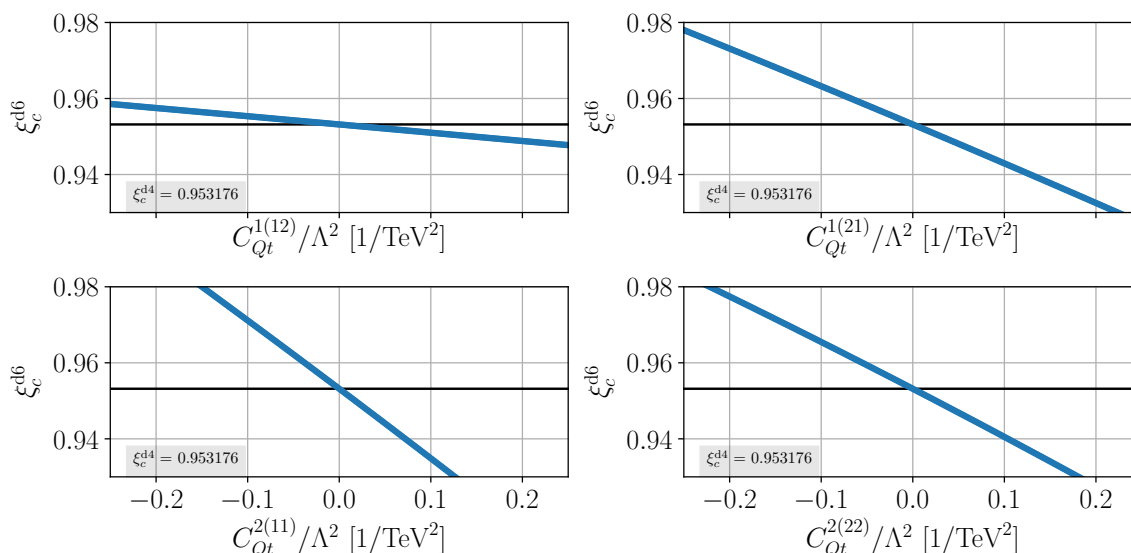 0.98
0.96
0.94
ξ_c^{d6}
ξ_c^{d4} = 0.953176
C_{Qt}^{1(12)}/Λ^2 [1/TeV^2]
0.98
0.96
0.94
ξ_c^{d6}
ξ_c^{d4} = 0.953176
C_{Qt}^{1(21)}/Λ^2 [1/TeV^2]
0.98
0.96
0.94
ξ_c^{d6}
ξ_c^{d4} = 0.953176
−0.2 −0.1 0.0 0.1 0.2
C_{Qt}^{2(11)}/Λ^2 [1/TeV^2]
0.98
0.96
0.94
ξ_c^{d6}
ξ_c^{d4} = 0.953176
−0.2 −0.1 0.0 0.1 0.2
C_{Qt}^{2(22)}/Λ^2 [1/TeV^2]